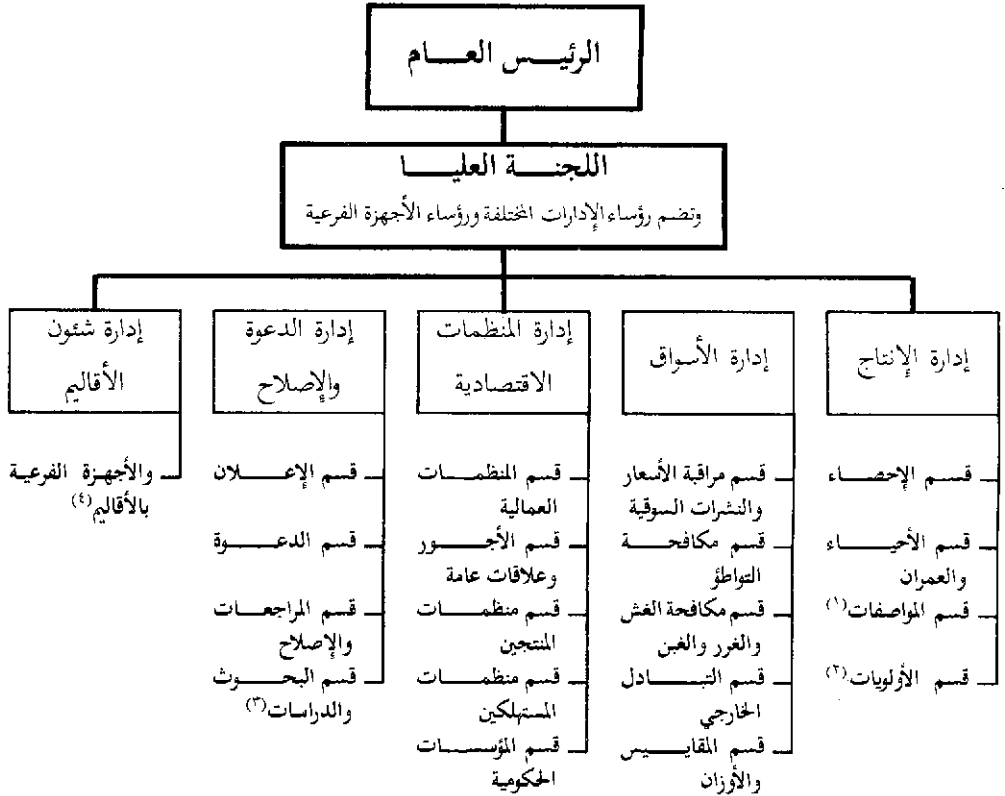 الرئيس العام
اللجنة العليا
وتضم رؤساء الإدارات المختلفة ورؤساء الأجهزة الفرعية
إدارة الإنتاج
قسم الإحصاء
قسم الأحياء
والعمران
قسم المواصفات(١)
قسم الأولويات(٢)
إدارة الأسواق
قسم مراقبة الأسعار
والنشرات السوقية
قسم مكافحة
التواطؤ
قسم مكافحة الغش
والغرر والغبن
قسم التبادل
الخارجي
قسم المقاييس
والأوزان
إدارة المنظمات
الاقتصادية
قسم المنظمات
العمالية
قسم الأجور
وعلاقات عامة
قسم منظمات
المنتجين
قسم منظمات
المستهلكين
قسم المؤسسات
الحكومية
إدارة الدعوة
والإصلاح
قسم الإعلان
قسم الدعوة
قسم المراجعات
والإصلاح
قسم البحوث
والدراسات(٣)
إدارة شئون
الأقاليم
والأجهزة الفرعية
بالأقاليم(٤)